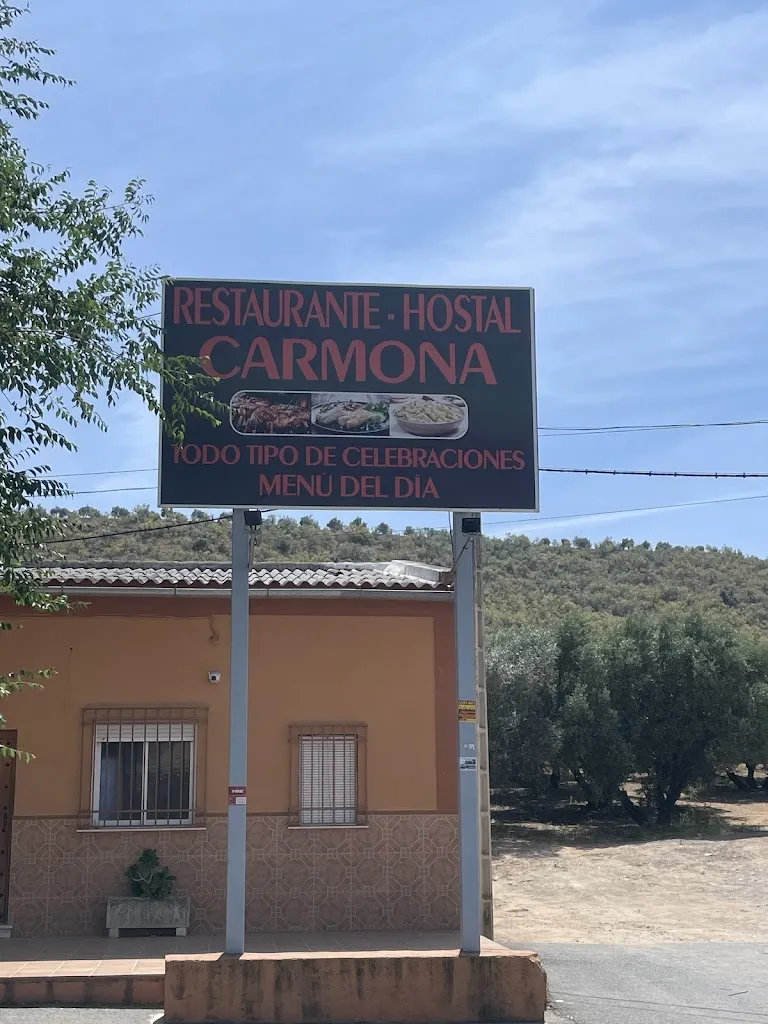 RESTAURANTE - HOSTAL
CARMONA
TODO TIPO DE CELEBRACIONES
MENÚ DEL DÍA